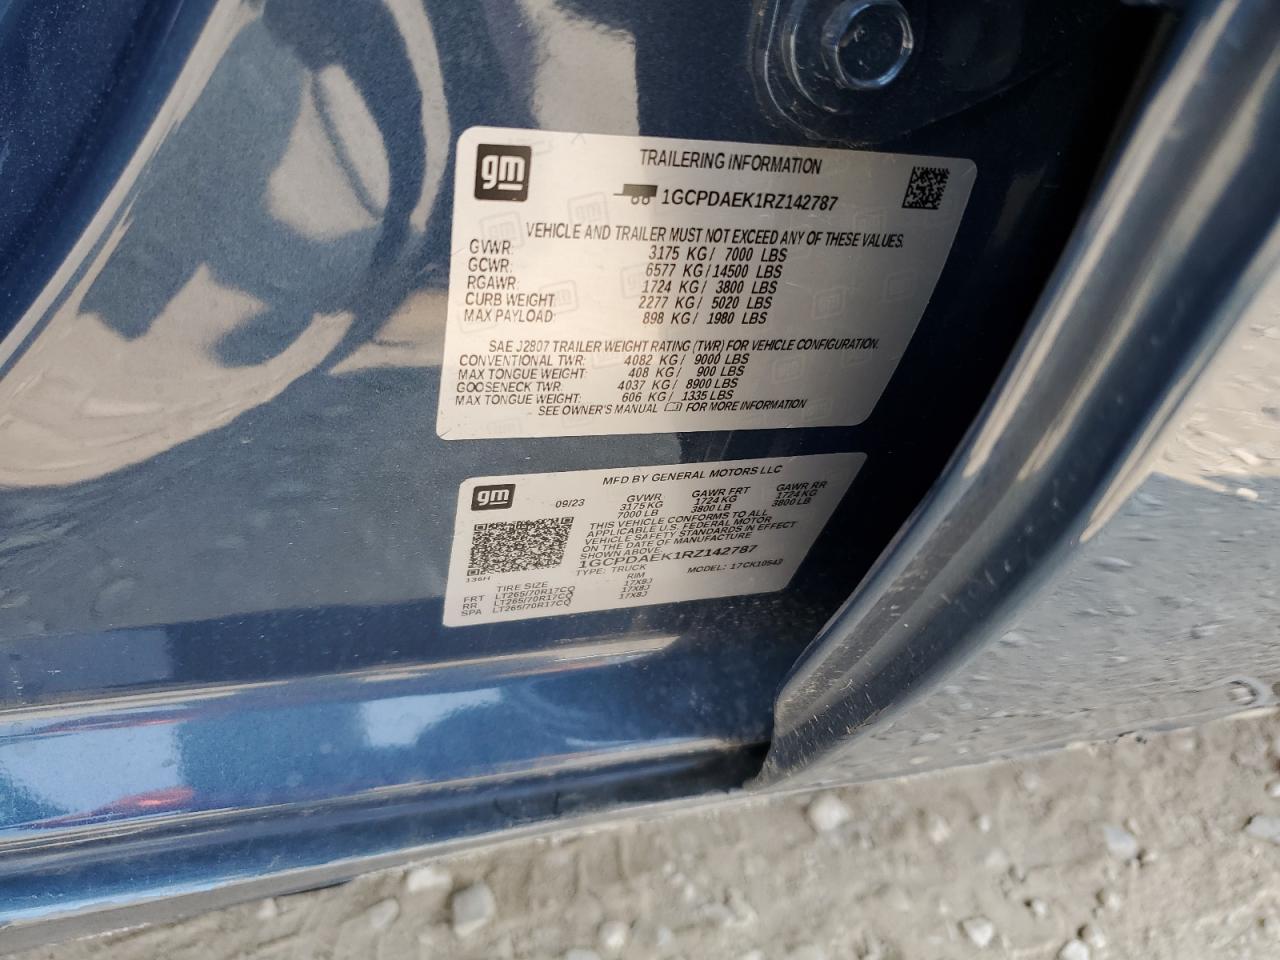 gm
TRAILERING INFORMATION
1GCPDAEK1RZ142787
VEHICLE AND TRAILER MUST NOT EXCEED ANY OF THESE VALUES.
GVWR: 3175 KG/ 7000 LBS
GCWR: 6577 KG/14500 LBS
RGAWR: 1724 KG/ 3800 LBS
CURB WEIGHT: 2277 KG/ 5020 LBS
MAX PAYLOAD: 898 KG/ 1980 LBS
SAE J2807 TRAILER WEIGHT RATING (TWR) FOR VEHICLE CONFIGURATION.
CONVENTIONAL TWR: 4082 KG/ 9000 LBS
MAX TONGUE WEIGHT: 408 KG/ 900 LBS
GOOSENECK TWR: 4037 KG/ 8900 LBS
MAX TONGUE WEIGHT: 606 KG/ 1335 LBS
SEE OWNER'S MANUAL FOR MORE INFORMATION
gm
MFD BY GENERAL MOTORS LLC
09/23 GVWR GAWR FRT GAWR RR
3175 KG 1724 KG 1724 KG
7000 LB 3800 LB 3800 LB
THIS VEHICLE CONFORMS TO ALL
APPLICABLE U.S. FEDERAL MOTOR
VEHICLE SAFETY STANDARDS IN EFFECT
ON THE DATE OF MANUFACTURE
SHOWN ABOVE.
1GCPDAEK1RZ142787
TYPE: TRUCK MODEL: 17CK10543
136H
TIRE SIZE RIM
FRT LT265/70R17CQ 17X8J
RR LT265/70R17CQ 17X8J
SPA LT265/70R17CQ 17X8J